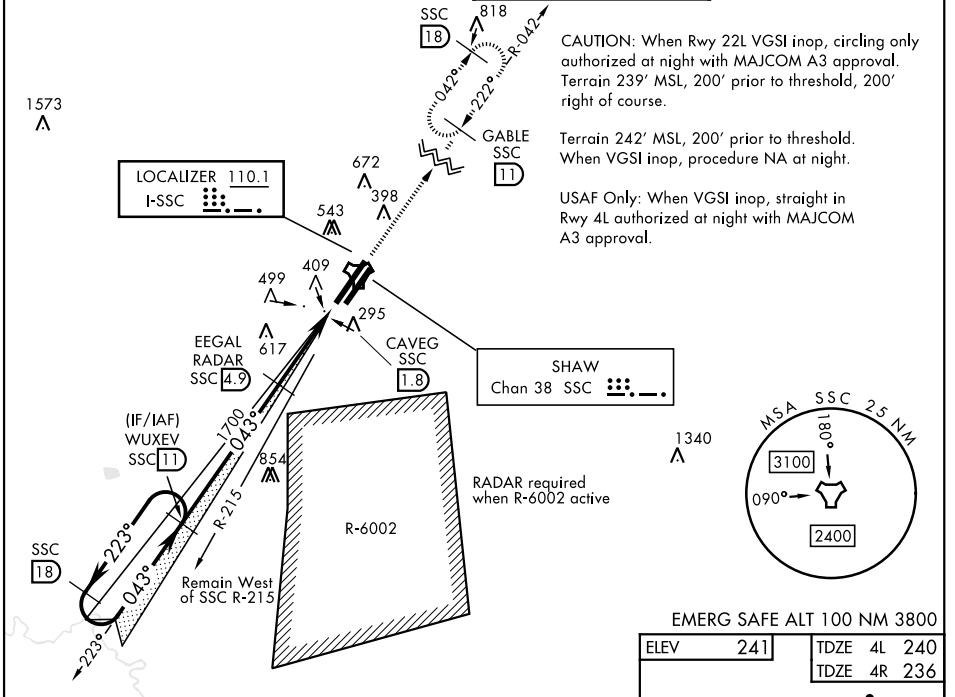 SSC
18
818
R-042
042°
222°
GABLE
SSC
11
CAUTION: When Rwy 22L VGSI inop, circling only
authorized at night with MAJCOM A3 approval.
Terrain 239' MSL, 200' prior to threshold, 200'
right of course.
Terrain 242' MSL, 200' prior to threshold.
When VGSI inop, procedure NA at night.
USAF Only: When VGSI inop, straight in
Rwy 4L authorized at night with MAJCOM
A3 approval.
1573
LOCALIZER 110.1
I-SSC
672
398
543
409
499
295
617
EEGAL
RADAR
SSC 4.9
CAVEG
SSC
1.8
SHAW
Chan 38 SSC
(IF/IAF)
WUXEV
SSC 11
1700
043°
854
R-215
1340
RADAR required
when R-6002 active
R-6002
MSA SSC 25 NM
180°
3100
090°
2400
SSC
18
223°
043°
Remain West
of SSC R-215
223°
EMERG SAFE ALT 100 NM 3800
ELEV 241
TDZE 4L 240
TDZE 4R 236